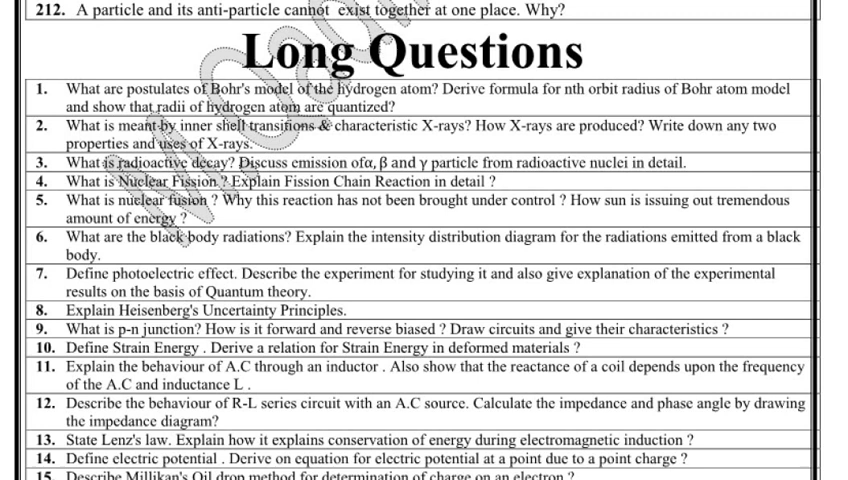 212. A particle and its anti-particle cannot exist together at one place. Why?
Long Questions
1. What are postulates of Bohr's model of the hydrogen atom? Derive formula for nth orbit radius of Bohr atom model
and show that radii of hydrogen atom are quantized?
2. What is meant by inner shell transitions & characteristic X-rays? How X-rays are produced? Write down any two
properties and uses of X-rays.
3. What is radioactive decay? Discuss emission ofα, β and γ particle from radioactive nuclei in detail.
4. What is Nuclear Fission ? Explain Fission Chain Reaction in detail ?
5. What is nuclear fusion ? Why this reaction has not been brought under control ? How sun is issuing out tremendous
amount of energy ?
6. What are the black body radiations? Explain the intensity distribution diagram for the radiations emitted from a black
body.
7. Define photoelectric effect. Describe the experiment for studying it and also give explanation of the experimental
results on the basis of Quantum theory.
8. Explain Heisenberg's Uncertainty Principles.
9. What is p-n junction? How is it forward and reverse biased ? Draw circuits and give their characteristics ?
10. Define Strain Energy . Derive a relation for Strain Energy in deformed materials ?
11. Explain the behaviour of A.C through an inductor . Also show that the reactance of a coil depends upon the frequency
of the A.C and inductance L .
12. Describe the behaviour of R-L series circuit with an A.C source. Calculate the impedance and phase angle by drawing
the impedance diagram?
13. State Lenz's law. Explain how it explains conservation of energy during electromagnetic induction ?
14. Define electric potential . Derive on equation for electric potential at a point due to a point charge ?
15. Describe Millikan's Oil drop method for determination of charge on an electron ?